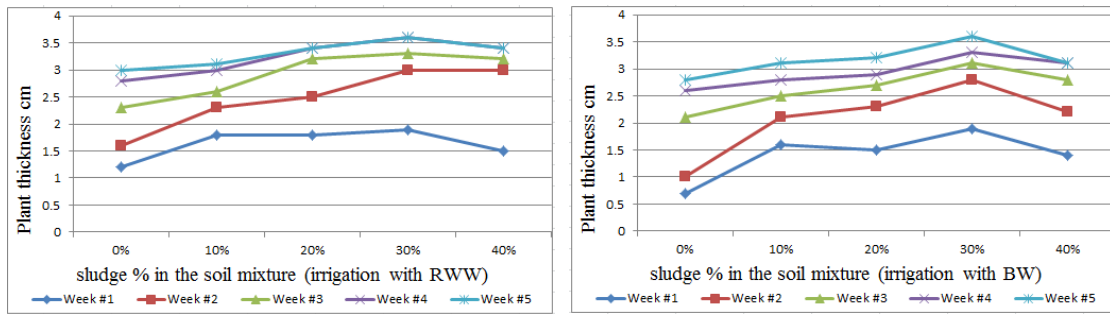 4
3.5
3
2.5
2
1.5
1
0.5
0
Plant thickness cm
0% 10% 20% 30% 40%
sludge % in the soil mixture (irrigation with RWW)
Week #1 Week #2 Week #3 Week #4 Week #5
4
3.5
3
2.5
2
1.5
1
0.5
0
Plant thickness cm
0% 10% 20% 30% 40%
sludge % in the soil mixture (irrigation with BW)
Week #1 Week #2 Week #3 Week #4 Week #5